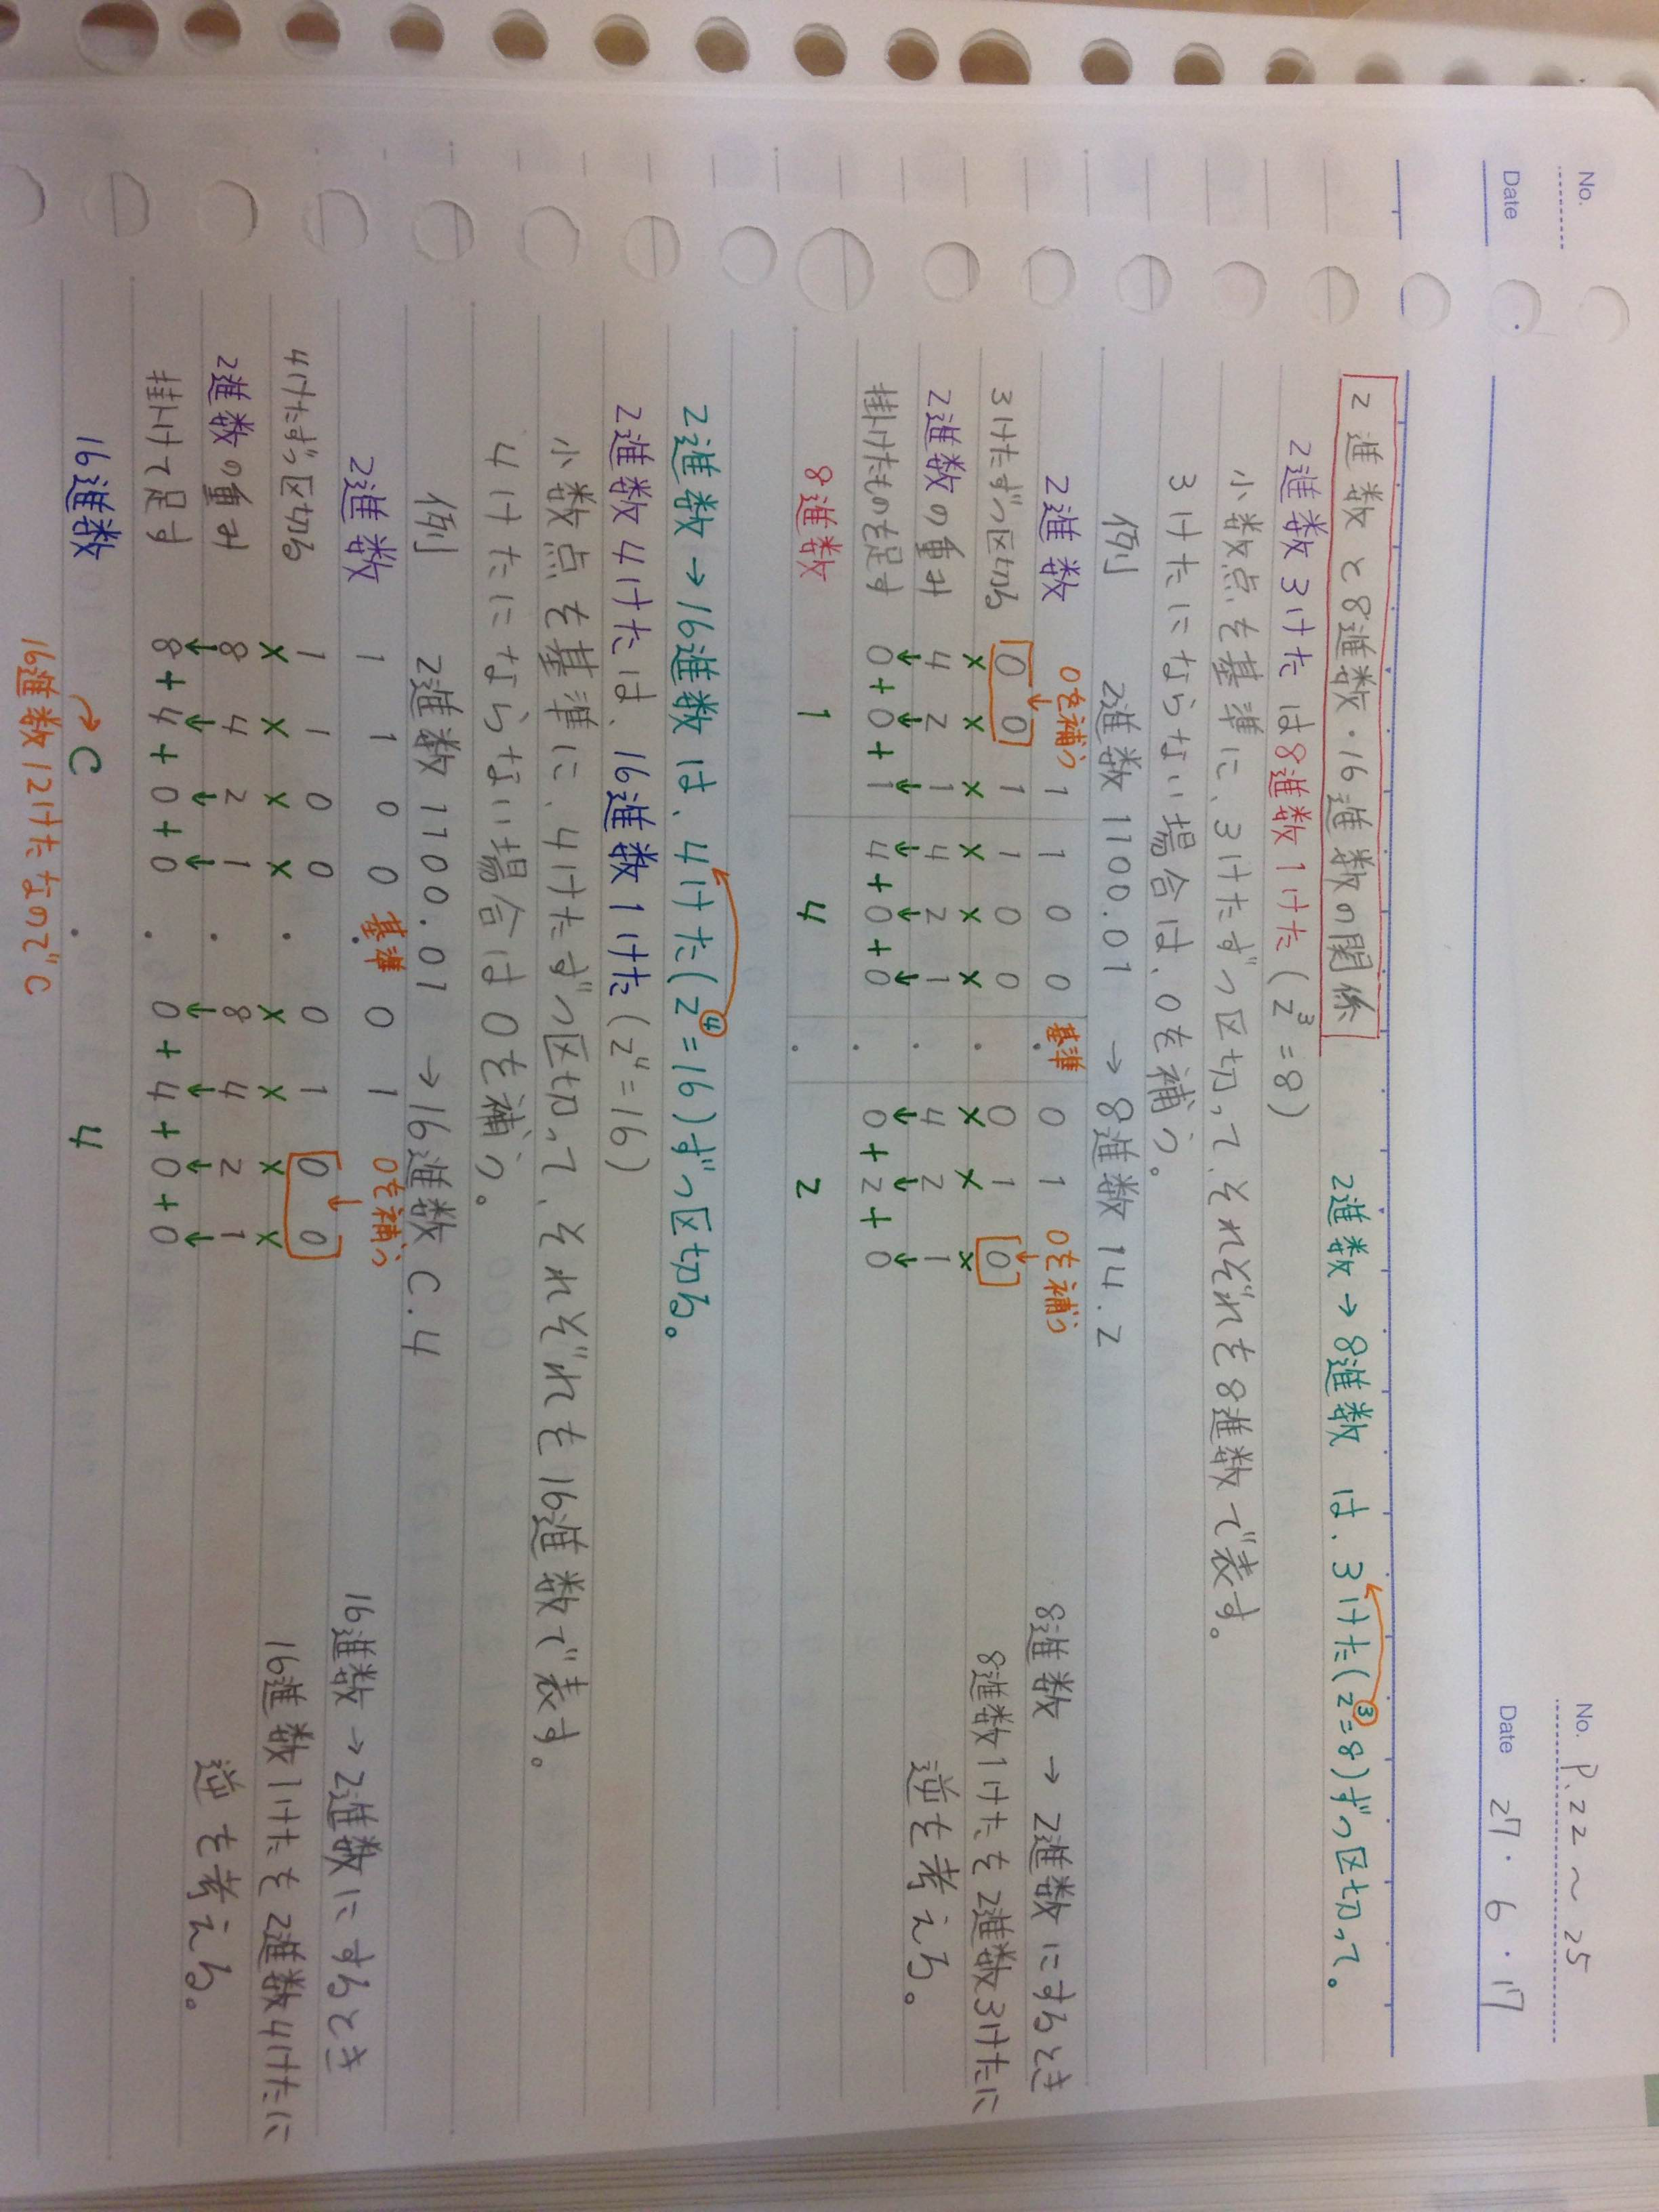 No.
Date
No. P.22～25
Date 27・6・17
2進数と8進数・16進数の関係
2進数→8進数 は、3けた(2³=8)ずつ区切って。
2進数3けたは8進数1けた(2³=8)
小数点を基準に、3けたずつ区切って、それぞれを8進数で表す。
3けたにならない場合は、0を補う。
例 2進数1100.01 → 8進数 14.2
2進数 0を補う 1 1 0 0 基準 . 0 1 0を補う
↓ ↓
3けたずつ区切る 0 0 1 1 0 0 . 0 1 0
× × × × × × × × ×
2進数の重み 4 2 1 4 2 1 . 4 2 1
↓ ↓ ↓ ↓ ↓ ↓ ↓ ↓ ↓
掛けたものを足す 0+0+1 4+0+0 . 0+2+0
8進数 1 4 . 2
8進数 → 2進数にするとき
8進数1けたを2進数3けたに
逆を考える。
2進数→16進数は、4けた(2⁴=16)ずつ区切る。
2進数4けたは、16進数1けた(2⁴=16)
小数点を基準に、4けたずつ区切って、それぞれを16進数で表す。
4けたにならない場合は0を補う。
例 2進数1100.01 →16進数 C.4
2進数 1 1 0 0 基準 . 0 1 0を補う
↓
4けたずつ区切る 1 1 0 0 . 0 1 0 0
× × × × × × × ×
2進数の重み 8 4 2 1 . 8 4 2 1
↓ ↓ ↓ ↓ ↓ ↓ ↓ ↓
掛けて足す 8+4+0+0 . 0+4+0+0
16進数 →C . 4
16進数12けたなのでC
16進数→2進数にするとき
16進数1けたを2進数4けたに
逆を考える。